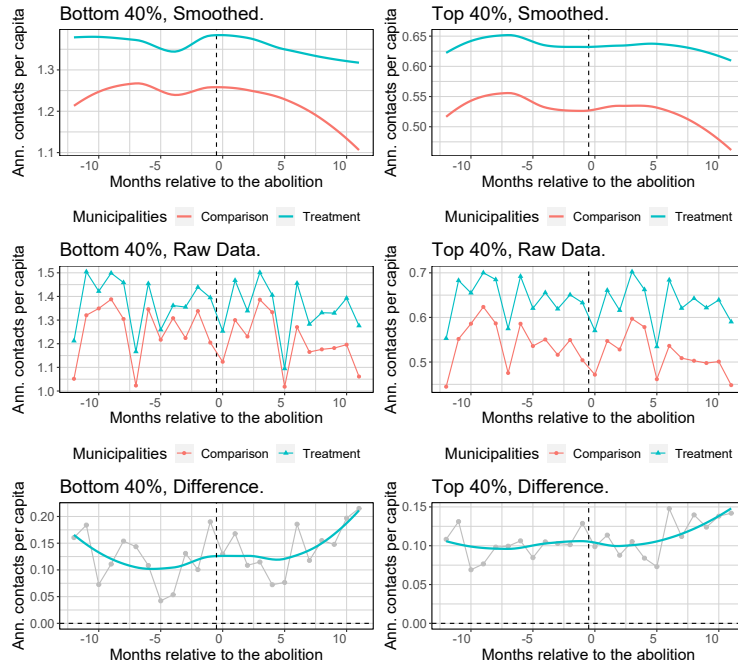 Bottom 40%, Smoothed.
Ann. contacts per capita
1.3
1.2
1.1
-10 -5 0 5 10
Months relative to the abolition
Top 40%, Smoothed.
Ann. contacts per capita
0.65
0.60
0.55
0.50
-10 -5 0 5 10
Months relative to the abolition
Municipalities Comparison Treatment
Municipalities Comparison Treatment
Bottom 40%, Raw Data.
Ann. contacts per capita
1.5
1.4
1.3
1.2
1.1
1.0
-10 -5 0 5 10
Months relative to the abolition
Top 40%, Raw Data.
Ann. contacts per capita
0.7
0.6
0.5
-10 -5 0 5 10
Months relative to the abolition
Municipalities Comparison Treatment
Municipalities Comparison Treatment
Bottom 40%, Difference.
Ann. contacts per capita
0.20
0.15
0.10
0.05
0.00
-10 -5 0 5 10
Months relative to the abolition
Top 40%, Difference.
Ann. contacts per capita
0.15
0.10
0.05
0.00
-10 -5 0 5 10
Months relative to the abolition